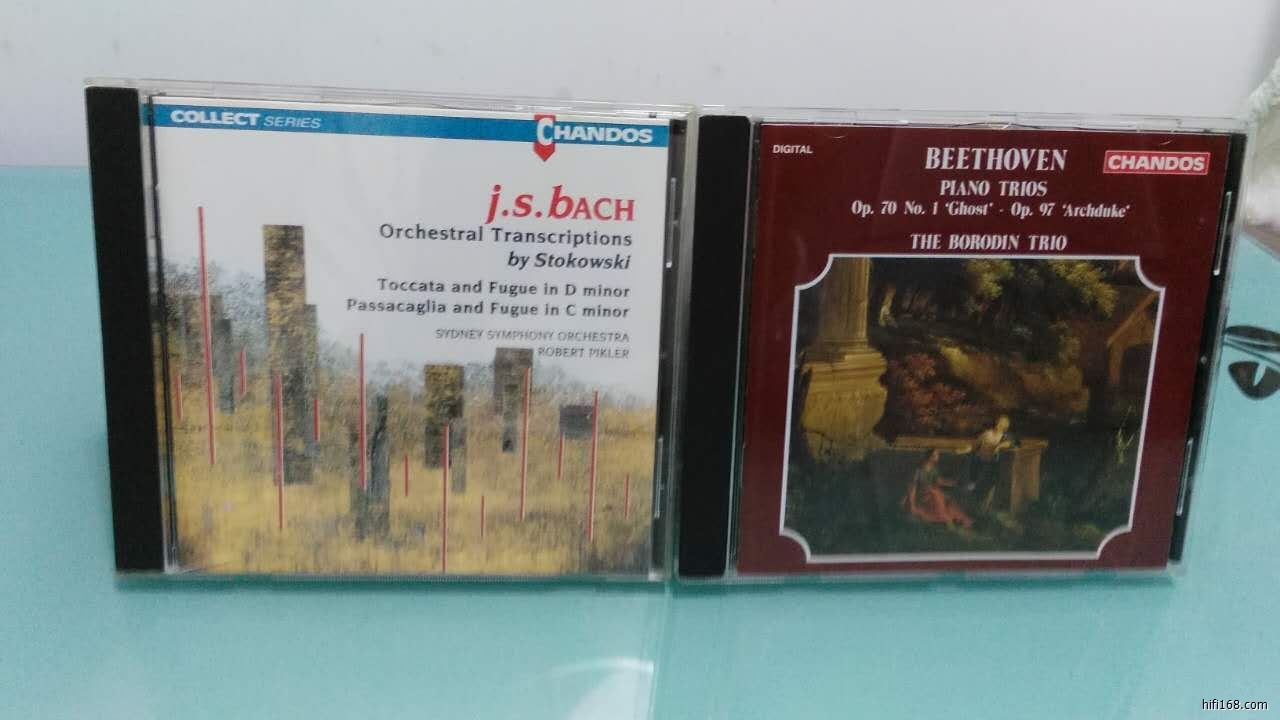 COLLECT SERIES
CHANDOS
j.s.bACH
Orchestral Transcriptions
by Stokowski
Toccata and Fugue in D minor
Passacaglia and Fugue in C minor
SYDNEY SYMPHONY ORCHESTRA
ROBERT PIKLER
DIGITAL
BEETHOVEN
CHANDOS
PIANO TRIOS
Op. 70 No. 1 'Ghost' - Op. 97 'Archduke'
THE BORODIN TRIO
hifi168.com